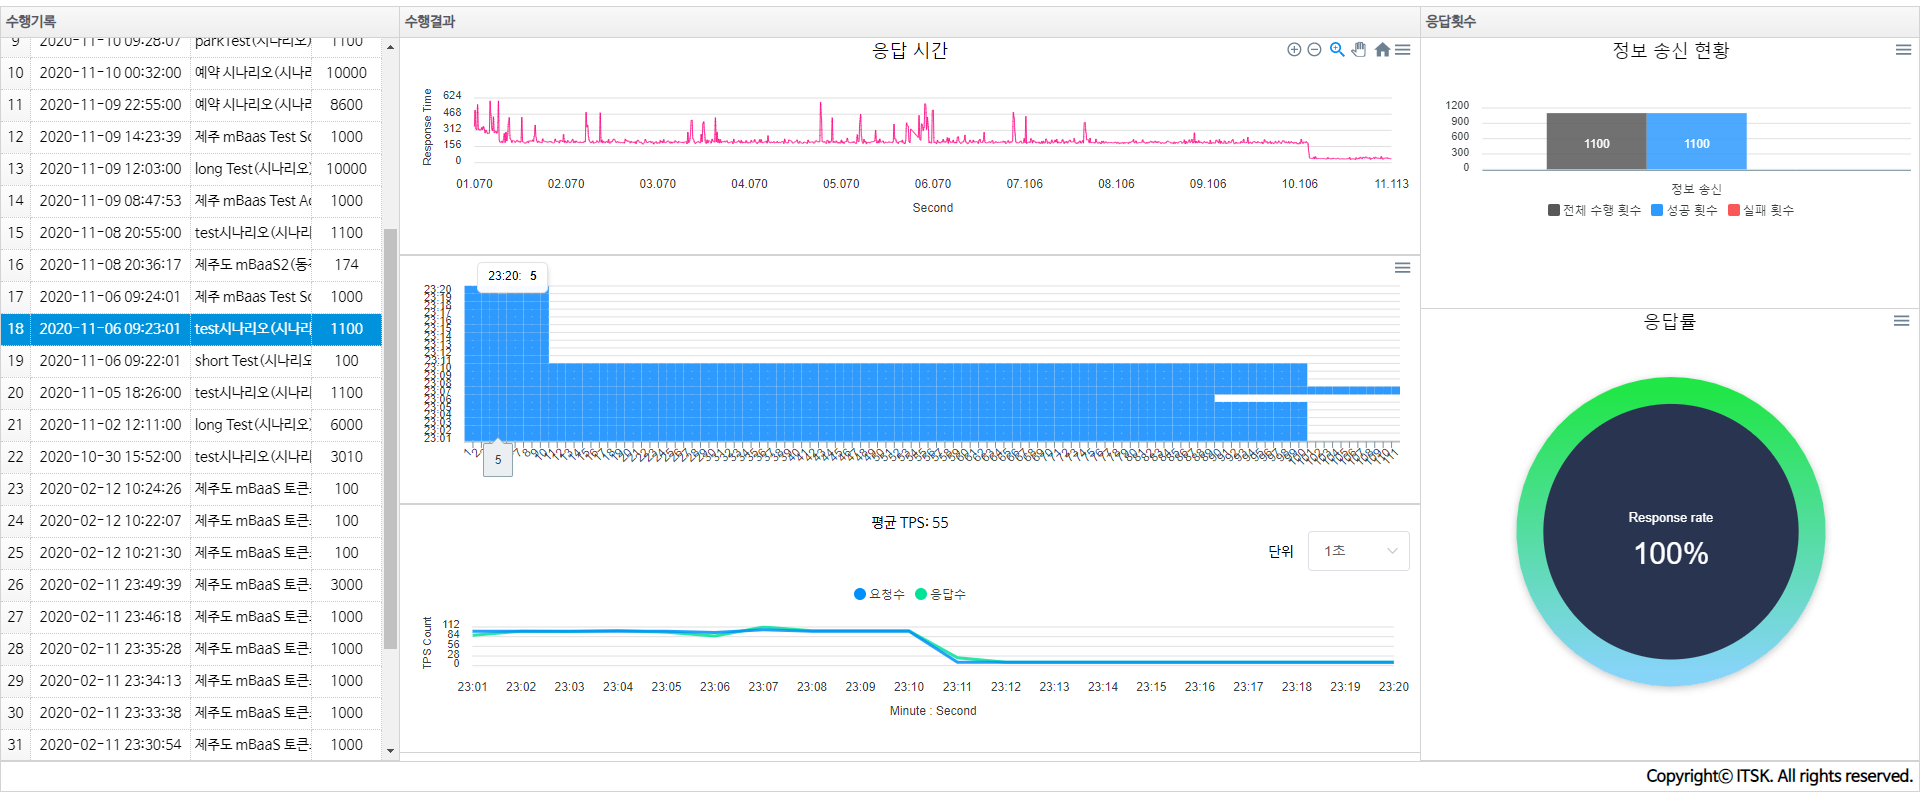 수행기록
9 2020-11-10 09:28:07 parkTest(시나리오) 1100
10 2020-11-10 00:32:00 예약 시나리오(시나리 10000
11 2020-11-09 22:55:00 예약 시나리오(시나리 8600
12 2020-11-09 14:23:39 제주 mBaas Test Sc 1000
13 2020-11-09 12:03:00 long Test(시나리오) 10000
14 2020-11-09 08:47:53 제주 mBaas Test Ac 1000
15 2020-11-08 20:55:00 test시나리오(시나리 1100
16 2020-11-08 20:36:17 제주도 mBaaS2(동 174
17 2020-11-06 09:24:01 제주 mBaas Test Sc 1000
18 2020-11-06 09:23:01 test시나리오(시나리 1100
19 2020-11-06 09:22:01 short Test(시나리오 100
20 2020-11-05 18:26:00 test시나리오(시나리 1100
21 2020-11-02 12:11:00 long Test(시나리오) 6000
22 2020-10-30 15:52:00 test시나리오(시나리 3010
23 2020-02-12 10:24:26 제주도 mBaaS 토큰 100
24 2020-02-12 10:22:07 제주도 mBaaS 토큰 100
25 2020-02-12 10:21:30 제주도 mBaaS 토큰 100
26 2020-02-11 23:49:39 제주도 mBaaS 토큰 3000
27 2020-02-11 23:46:18 제주도 mBaaS 토큰 1000
28 2020-02-11 23:35:28 제주도 mBaaS 토큰 1000
29 2020-02-11 23:34:13 제주도 mBaaS 토큰 1000
30 2020-02-11 23:33:38 제주도 mBaaS 토큰 1000
31 2020-02-11 23:30:54 제주도 mBaaS 토큰 1000
수행결과
응답 시간
Response Time
624
468
312
156
0
01.070 02.070 03.070 04.070 05.070 06.070 07.106 08.106 09.106 10.106 11.113
Second
23:20: 5
23:20
23:19
23:18
23:17
23:16
23:15
23:14
23:13
23:12
23:11
23:10
23:09
23:08
23:07
23:06
23:05
23:04
23:03
23:02
23:01
5
평균 TPS: 55
단위 1초
요청수 응답수
TPS Count
112
84
56
28
0
23:01 23:02 23:03 23:04 23:05 23:06 23:07 23:08 23:09 23:10 23:11 23:12 23:13 23:14 23:15 23:16 23:17 23:18 23:19 23:20
Minute : Second
응답횟수
정보 송신 현황
1200
900
600
300
0
1100 1100
정보 송신
전체 수행 횟수 성공 횟수 실패 횟수
응답률
Response rate
100%
Copyrightⓒ ITSK. All rights reserved.